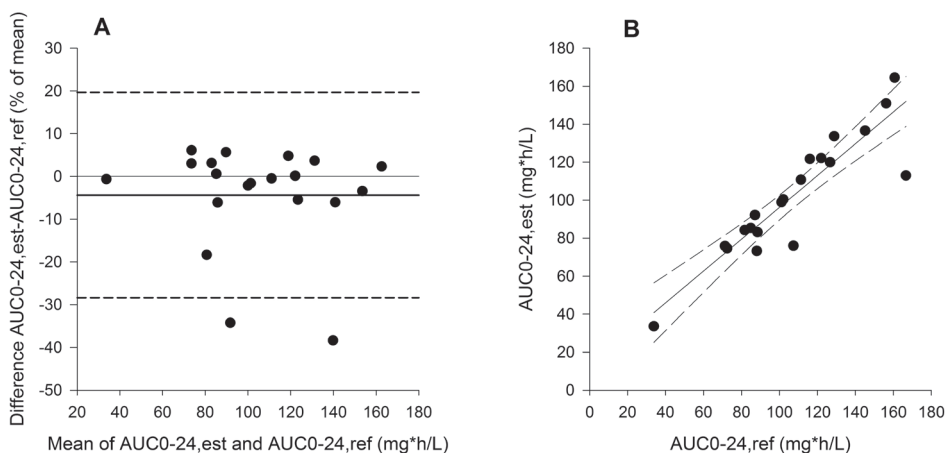 A
Difference AUC0-24,est-AUC0-24,ref (% of mean)
30
20
10
0
-10
-20
-30
-40
-50
20 40 60 80 100 120 140 160 180
Mean of AUC0-24,est and AUC0-24,ref (mg*h/L)
B
AUC0-24,est (mg*h/L)
180
160
140
120
100
80
60
40
20
0
0 20 40 60 80 100 120 140 160 180
AUC0-24,ref (mg*h/L)